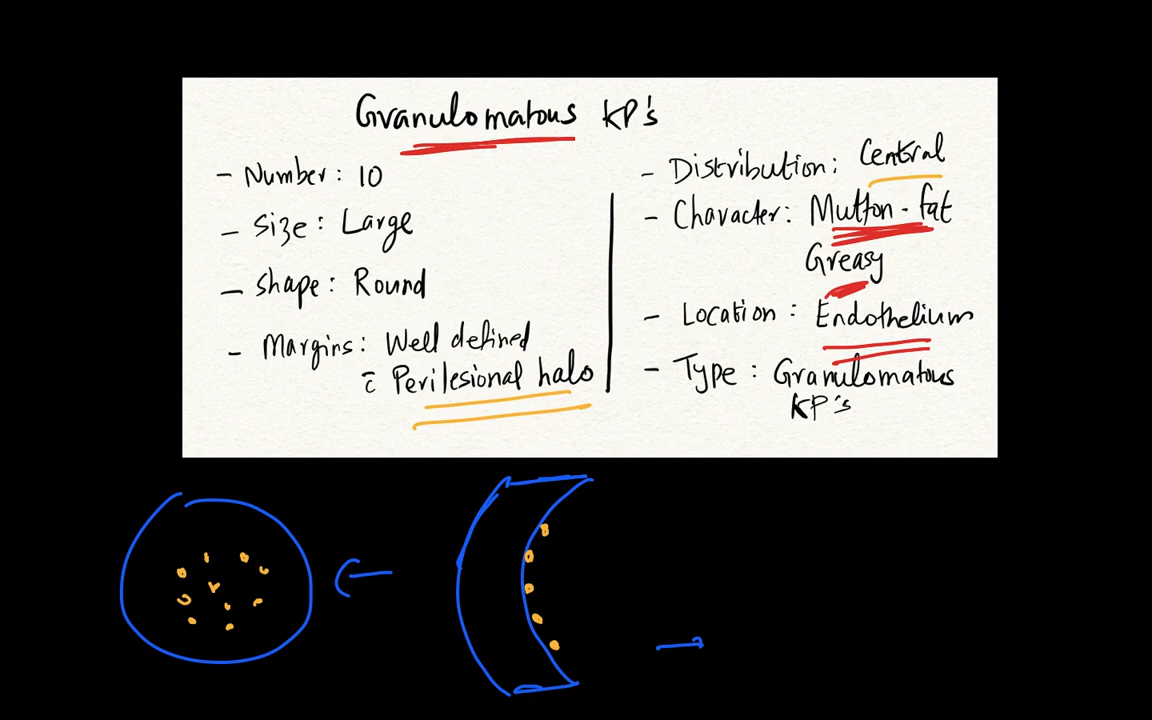 Granulomatous KP's
- Number: 10
- Size: Large
- Shape: Round
- Margins: Well defined
c̄ Perilesional halo
- Distribution: Central
- Character: Mutton-fat
Greasy
- Location: Endothelium
- Type: Granulomatous
KP's